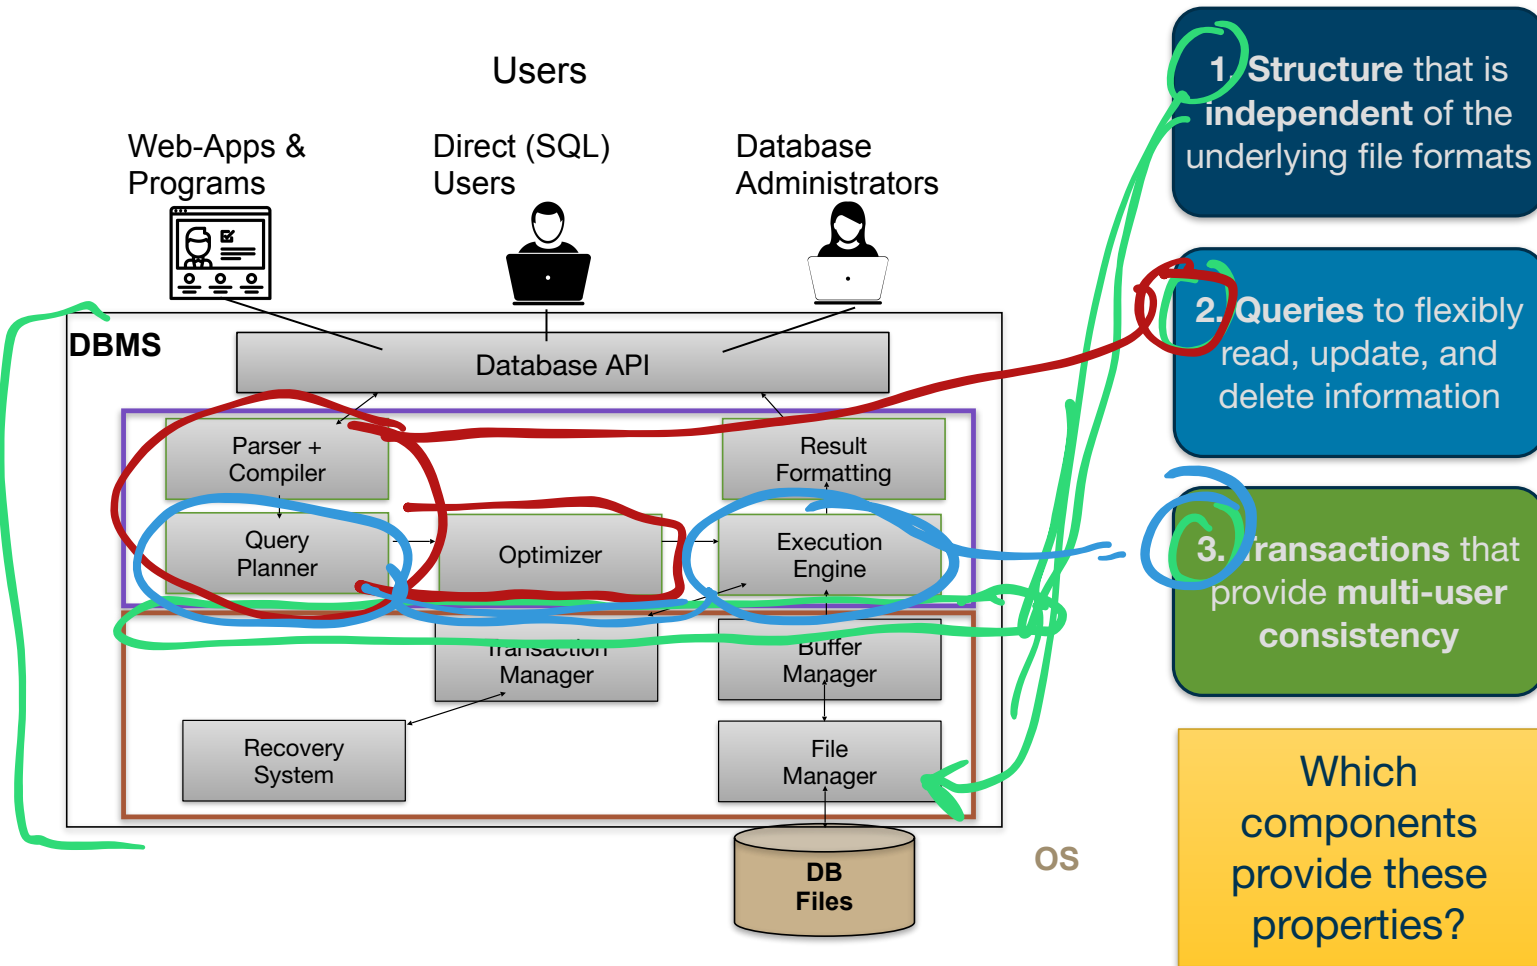 Users
Web-Apps &
Programs
Direct (SQL)
Users
Database
Administrators
DBMS
Database API
Parser +
Compiler
Result
Formatting
Query
Planner
Optimizer
Execution
Engine
Transaction
Manager
Buffer
Manager
Recovery
System
File
Manager
DB
Files
OS
1. Structure that is
independent of the
underlying file formats
2. Queries to flexibly
read, update, and
delete information
3. Transactions that
provide multi-user
consistency
Which
components
provide these
properties?